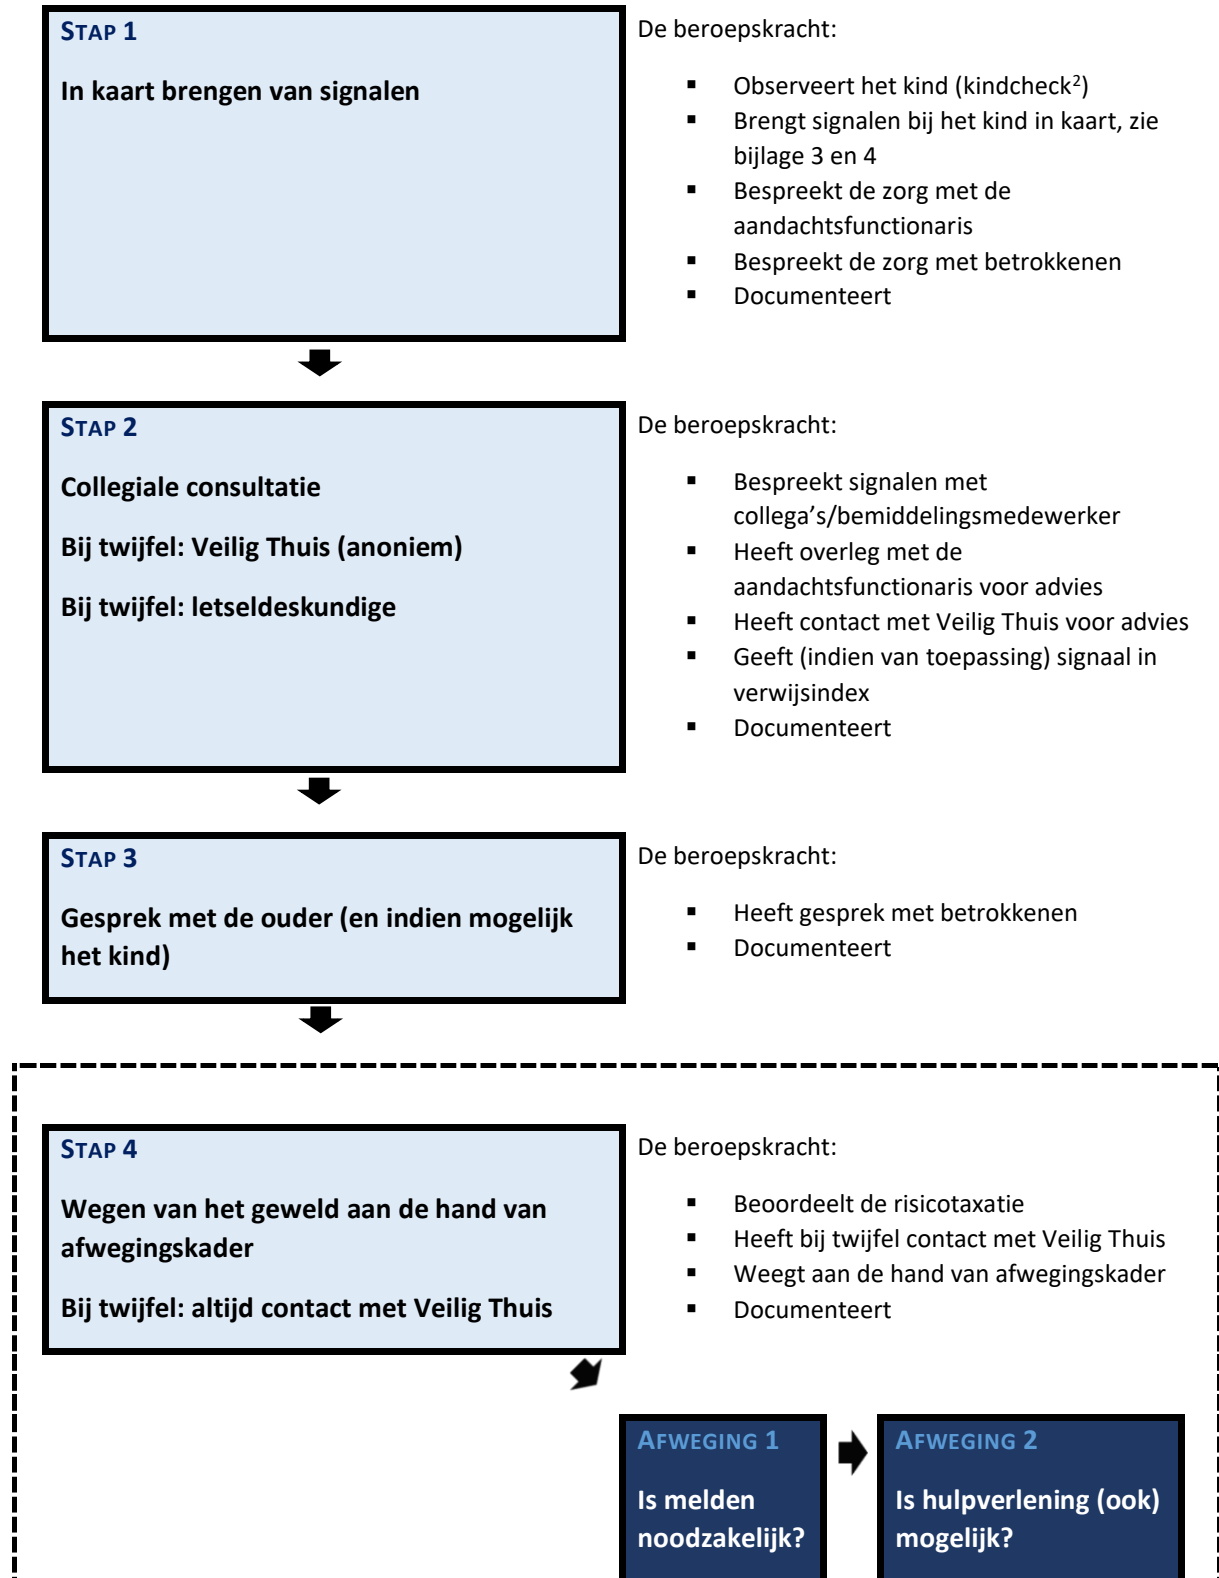 STAP 1
In kaart brengen van signalen
De beroepskracht:
▪ Observeert het kind (kindcheck²)
▪ Brengt signalen bij het kind in kaart, zie
bijlage 3 en 4
▪ Bespreekt de zorg met de
aandachtsfunctionaris
▪ Bespreekt de zorg met betrokkenen
▪ Documenteert
STAP 2
Collegiale consultatie
Bij twijfel: Veilig Thuis (anoniem)
Bij twijfel: letseldeskundige
De beroepskracht:
▪ Bespreekt signalen met
collega’s/bemiddelingsmedewerker
▪ Heeft overleg met de
aandachtsfunctionaris voor advies
▪ Heeft contact met Veilig Thuis voor advies
▪ Geeft (indien van toepassing) signaal in
verwijsindex
▪ Documenteert
STAP 3
Gesprek met de ouder (en indien mogelijk
het kind)
De beroepskracht:
▪ Heeft gesprek met betrokkenen
▪ Documenteert
STAP 4
Wegen van het geweld aan de hand van
afwegingskader
Bij twijfel: altijd contact met Veilig Thuis
De beroepskracht:
▪ Beoordeelt de risicotaxatie
▪ Heeft bij twijfel contact met Veilig Thuis
▪ Weegt aan de hand van afwegingskader
▪ Documenteert
AFWEGING 1
Is melden
noodzakelijk?
AFWEGING 2
Is hulpverlening (ook)
mogelijk?